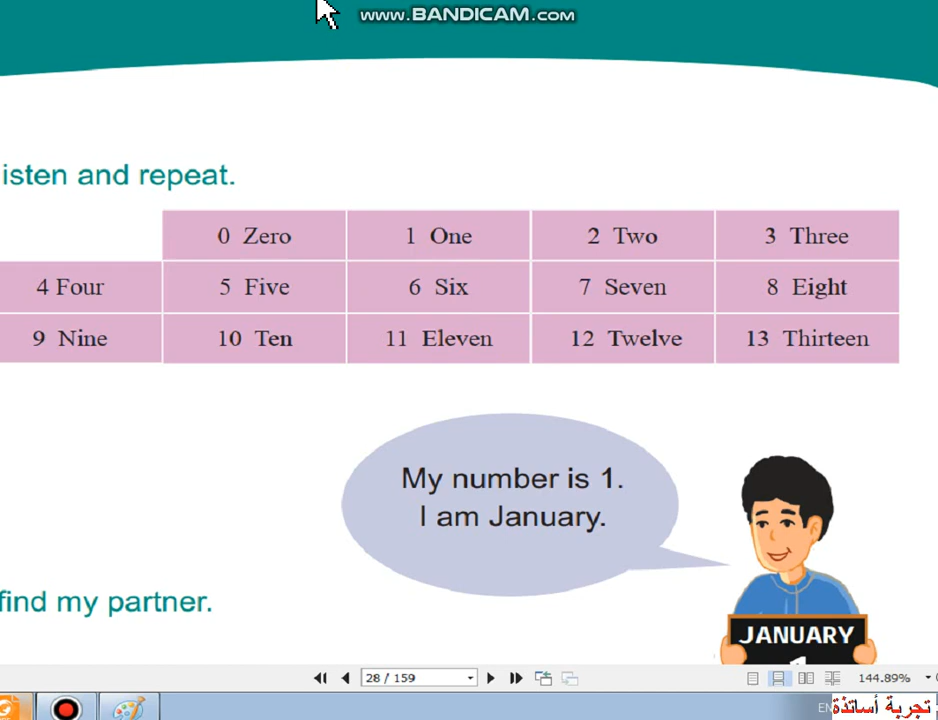 www.BANDICAM.com
isten and repeat.
0 Zero 1 One 2 Two 3 Three
4 Four 5 Five 6 Six 7 Seven 8 Eight
9 Nine 10 Ten 11 Eleven 12 Twelve 13 Thirteen
My number is 1.
I am January.
find my partner.
JANUARY
28 / 159
144.89%
EN
تجربة أساتذة